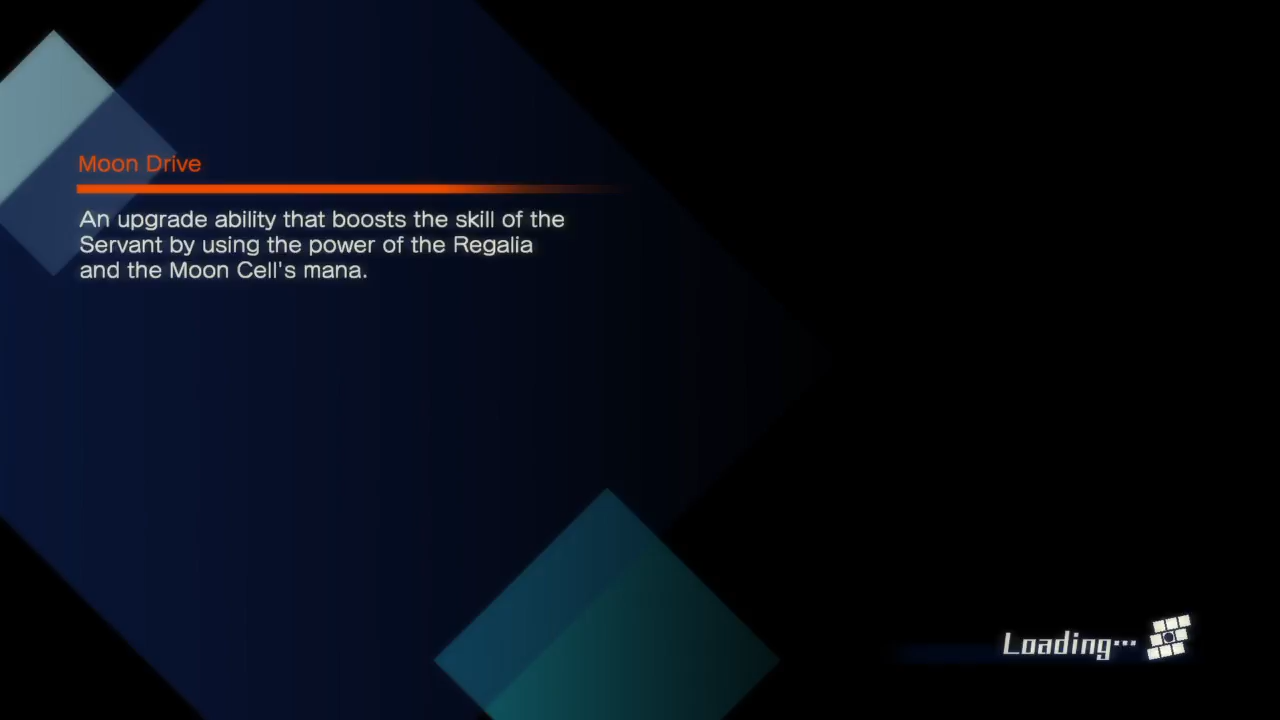 Moon Drive
An upgrade ability that boosts the skill of the
Servant by using the power of the Regalia
and the Moon Cell's mana.
Loading…